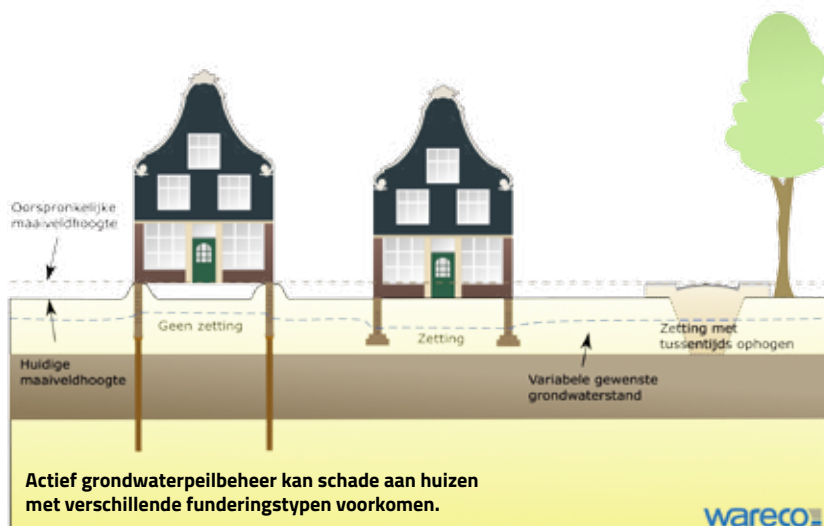 Oorspronkelijke
maaiveldhoogte
Geen zetting
Zetting
Zetting met
tussentijds ophogen
Huidige
maaiveldhoogte
Variabele gewenste
grondwaterstand
Actief grondwaterpeilbeheer kan schade aan huizen
met verschillende funderingstypen voorkomen.
wareco